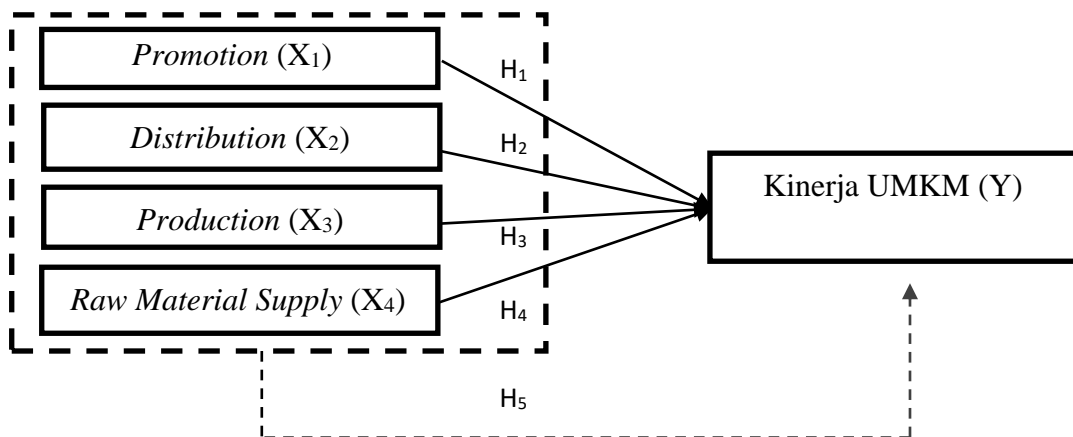 Promotion (X₁)
H₁
Distribution (X₂)
H₂
Kinerja UMKM (Y)
Production (X₃)
H₃
Raw Material Supply (X₄)
H₄
H₅